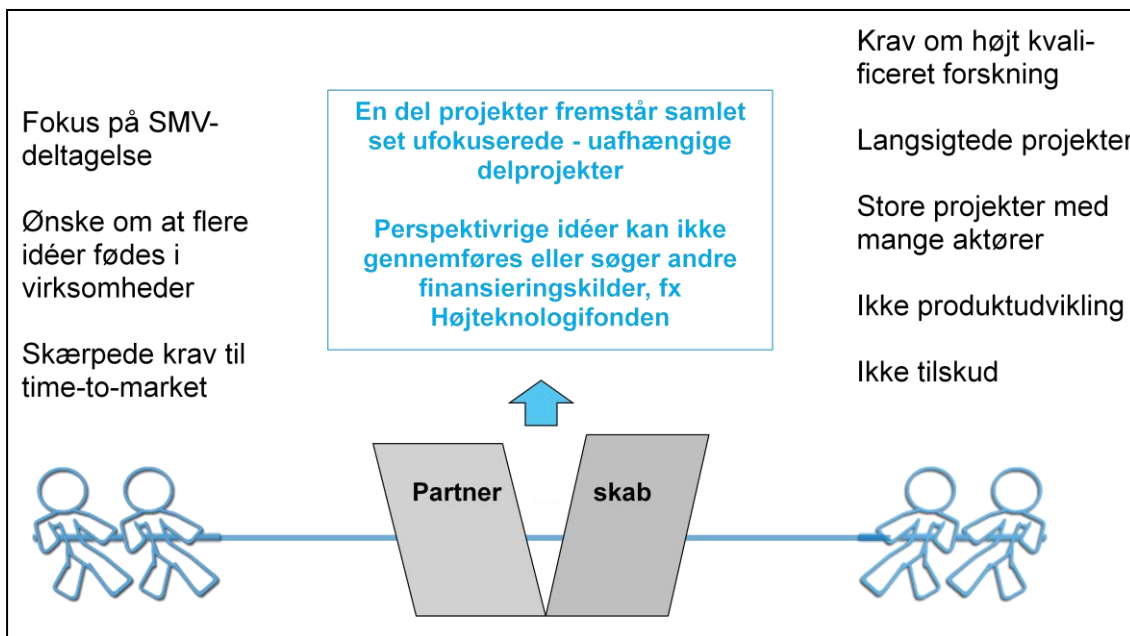 Fokus på SMV-
deltagelse
Ønske om at flere
idéer fødes i
virksomheder
Skærpede krav til
time-to-market
En del projekter fremstår samlet
set ufokuserede - uafhængige
delprojekter
Perspektivrige idéer kan ikke
gennemføres eller søger andre
finansieringskilder, fx
Højteknologifonden
Krav om højt kvali-
ficeret forskning
Langsigtede projekter
Store projekter med
mange aktører
Ikke produktudvikling
Ikke tilskud
Partner
skab